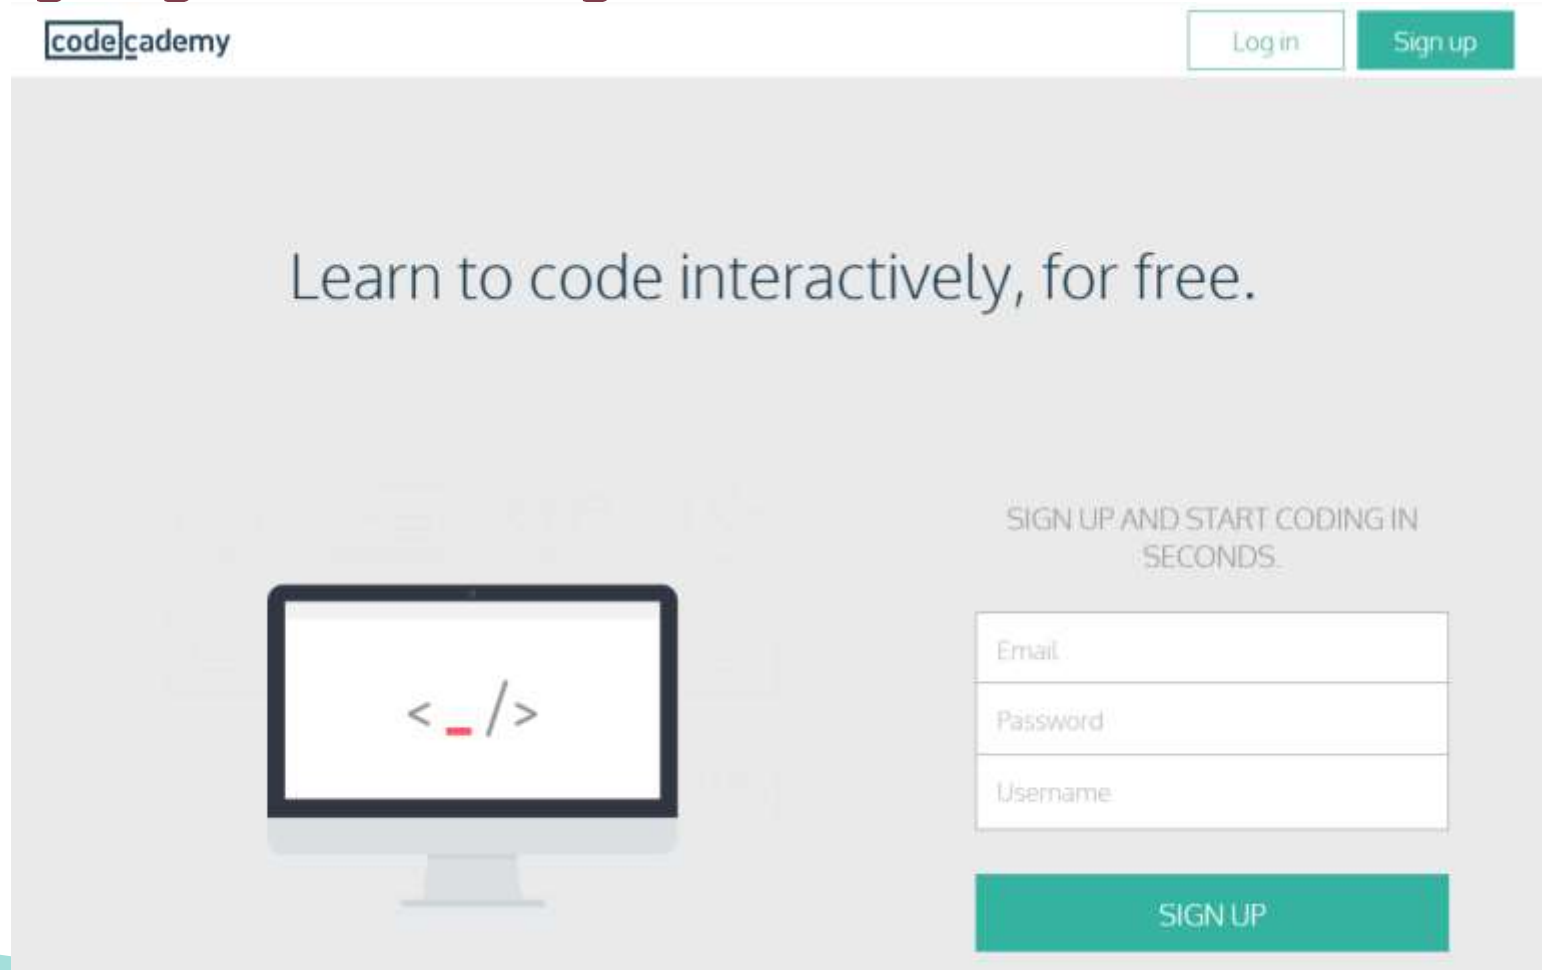 codecademy
Log in
Sign up
Learn to code interactively, for free.
SIGN UP AND START CODING IN
SECONDS.
Email
Password
Username
< _ />
SIGN UP